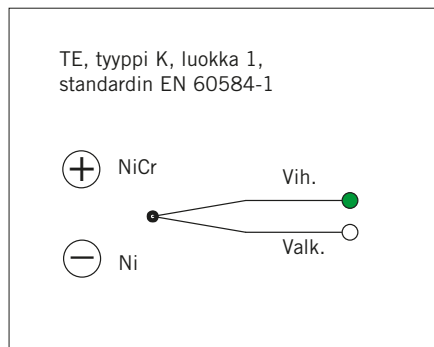 TE, tyyppi K, luokka 1,
standardin EN 60584-1
+ NiCr
Vih.
Valk.
− Ni